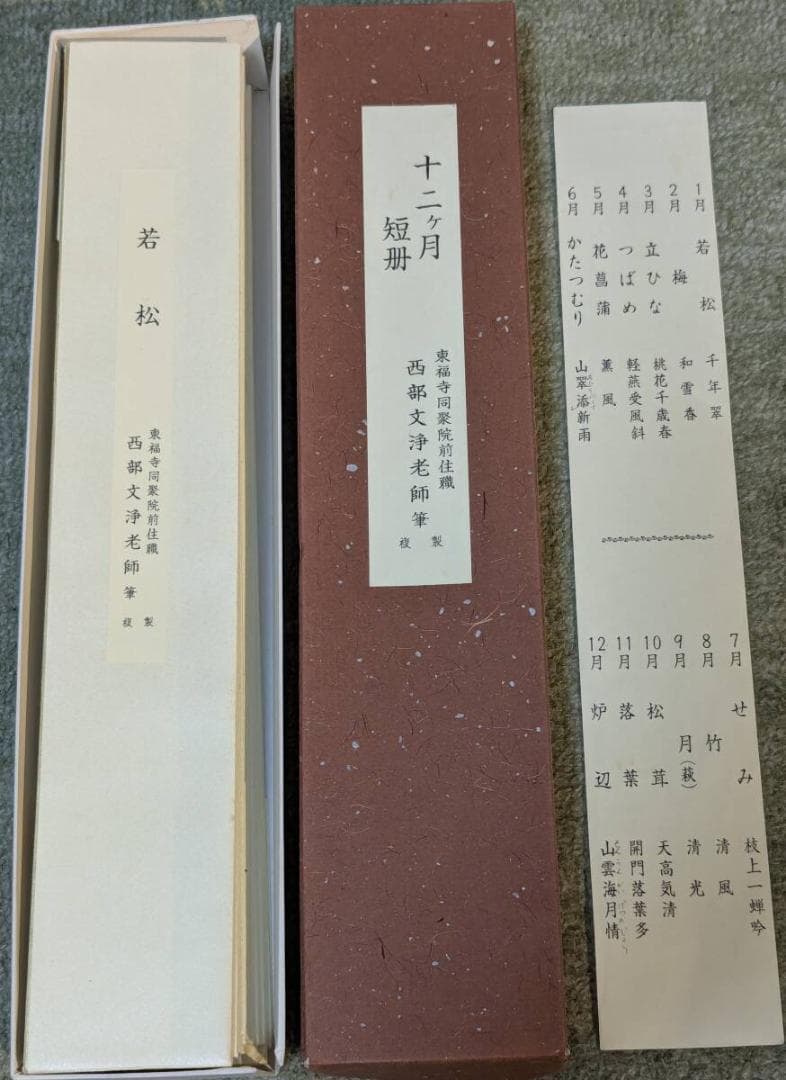 若松
東福寺同聚院前住職
西部文浄老師筆
複製
十二ヶ月
短册
東福寺同聚院前住職
西部文浄老師筆
複製
1月 若松 千年翠
2月 梅 和雪春
3月 立ひな 桃花千歳春
4月 つばめ 軽燕受風斜
5月 花菖蒲 薫風
6月 かたつむり 山翠添新雨
7月 せみ 枝上一蝉吟
8月 竹 清風
9月 月(萩) 清光
10月 松茸 天高気清
11月 落葉 開門落葉多
12月 炉辺 山雲海月情